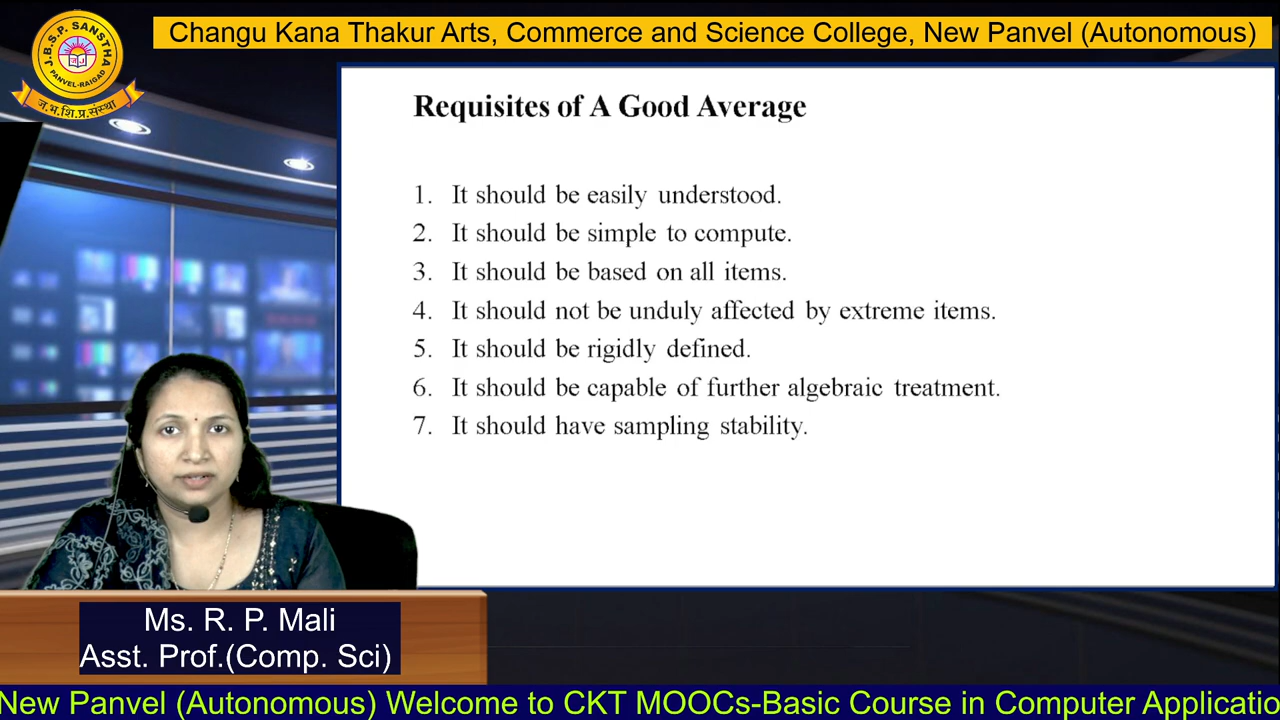 J.B.S.P. SANSTHA
PANVEL-RAIGAD
ज.भ.शि.प्र.संस्था
Changu Kana Thakur Arts, Commerce and Science College, New Panvel (Autonomous)
Requisites of A Good Average
1. It should be easily understood.
2. It should be simple to compute.
3. It should be based on all items.
4. It should not be unduly affected by extreme items.
5. It should be rigidly defined.
6. It should be capable of further algebraic treatment.
7. It should have sampling stability.
Ms. R. P. Mali
Asst. Prof.(Comp. Sci)
New Panvel (Autonomous) Welcome to CKT MOOCs-Basic Course in Computer Applicatio